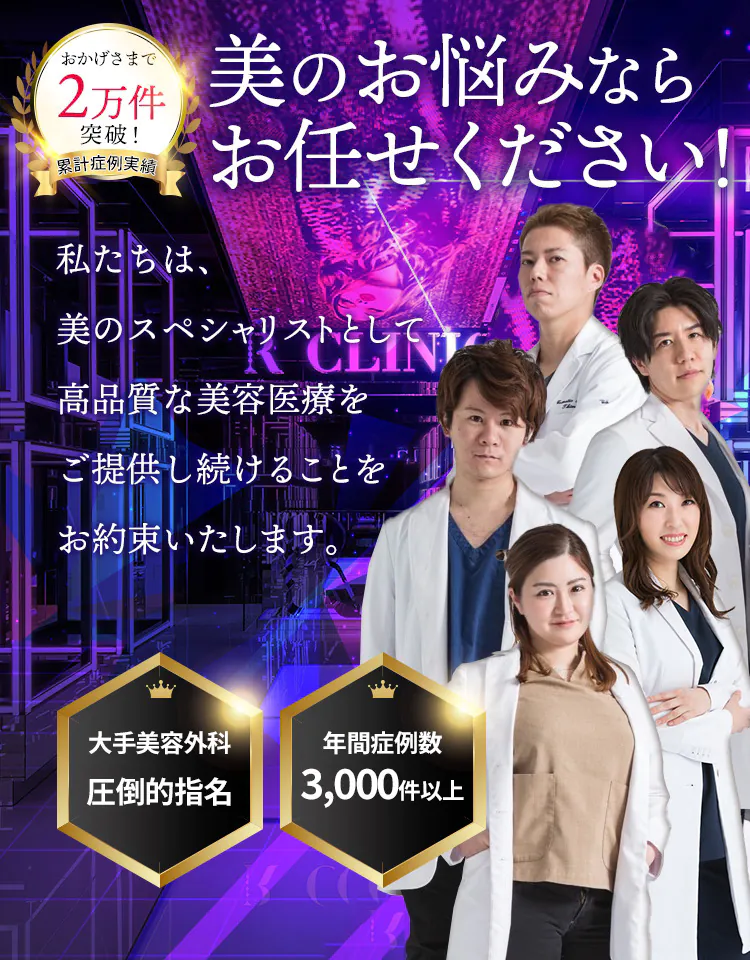 おかげさまで
2万件
突破！
累計症例実績
美のお悩みなら
お任せください！
私たちは、
美のスペシャリストとして
K CLINIC
高品質な美容医療を
ご提供し続けることを
お約束いたします。
大手美容外科
圧倒的指名
年間症例数
3,000件以上